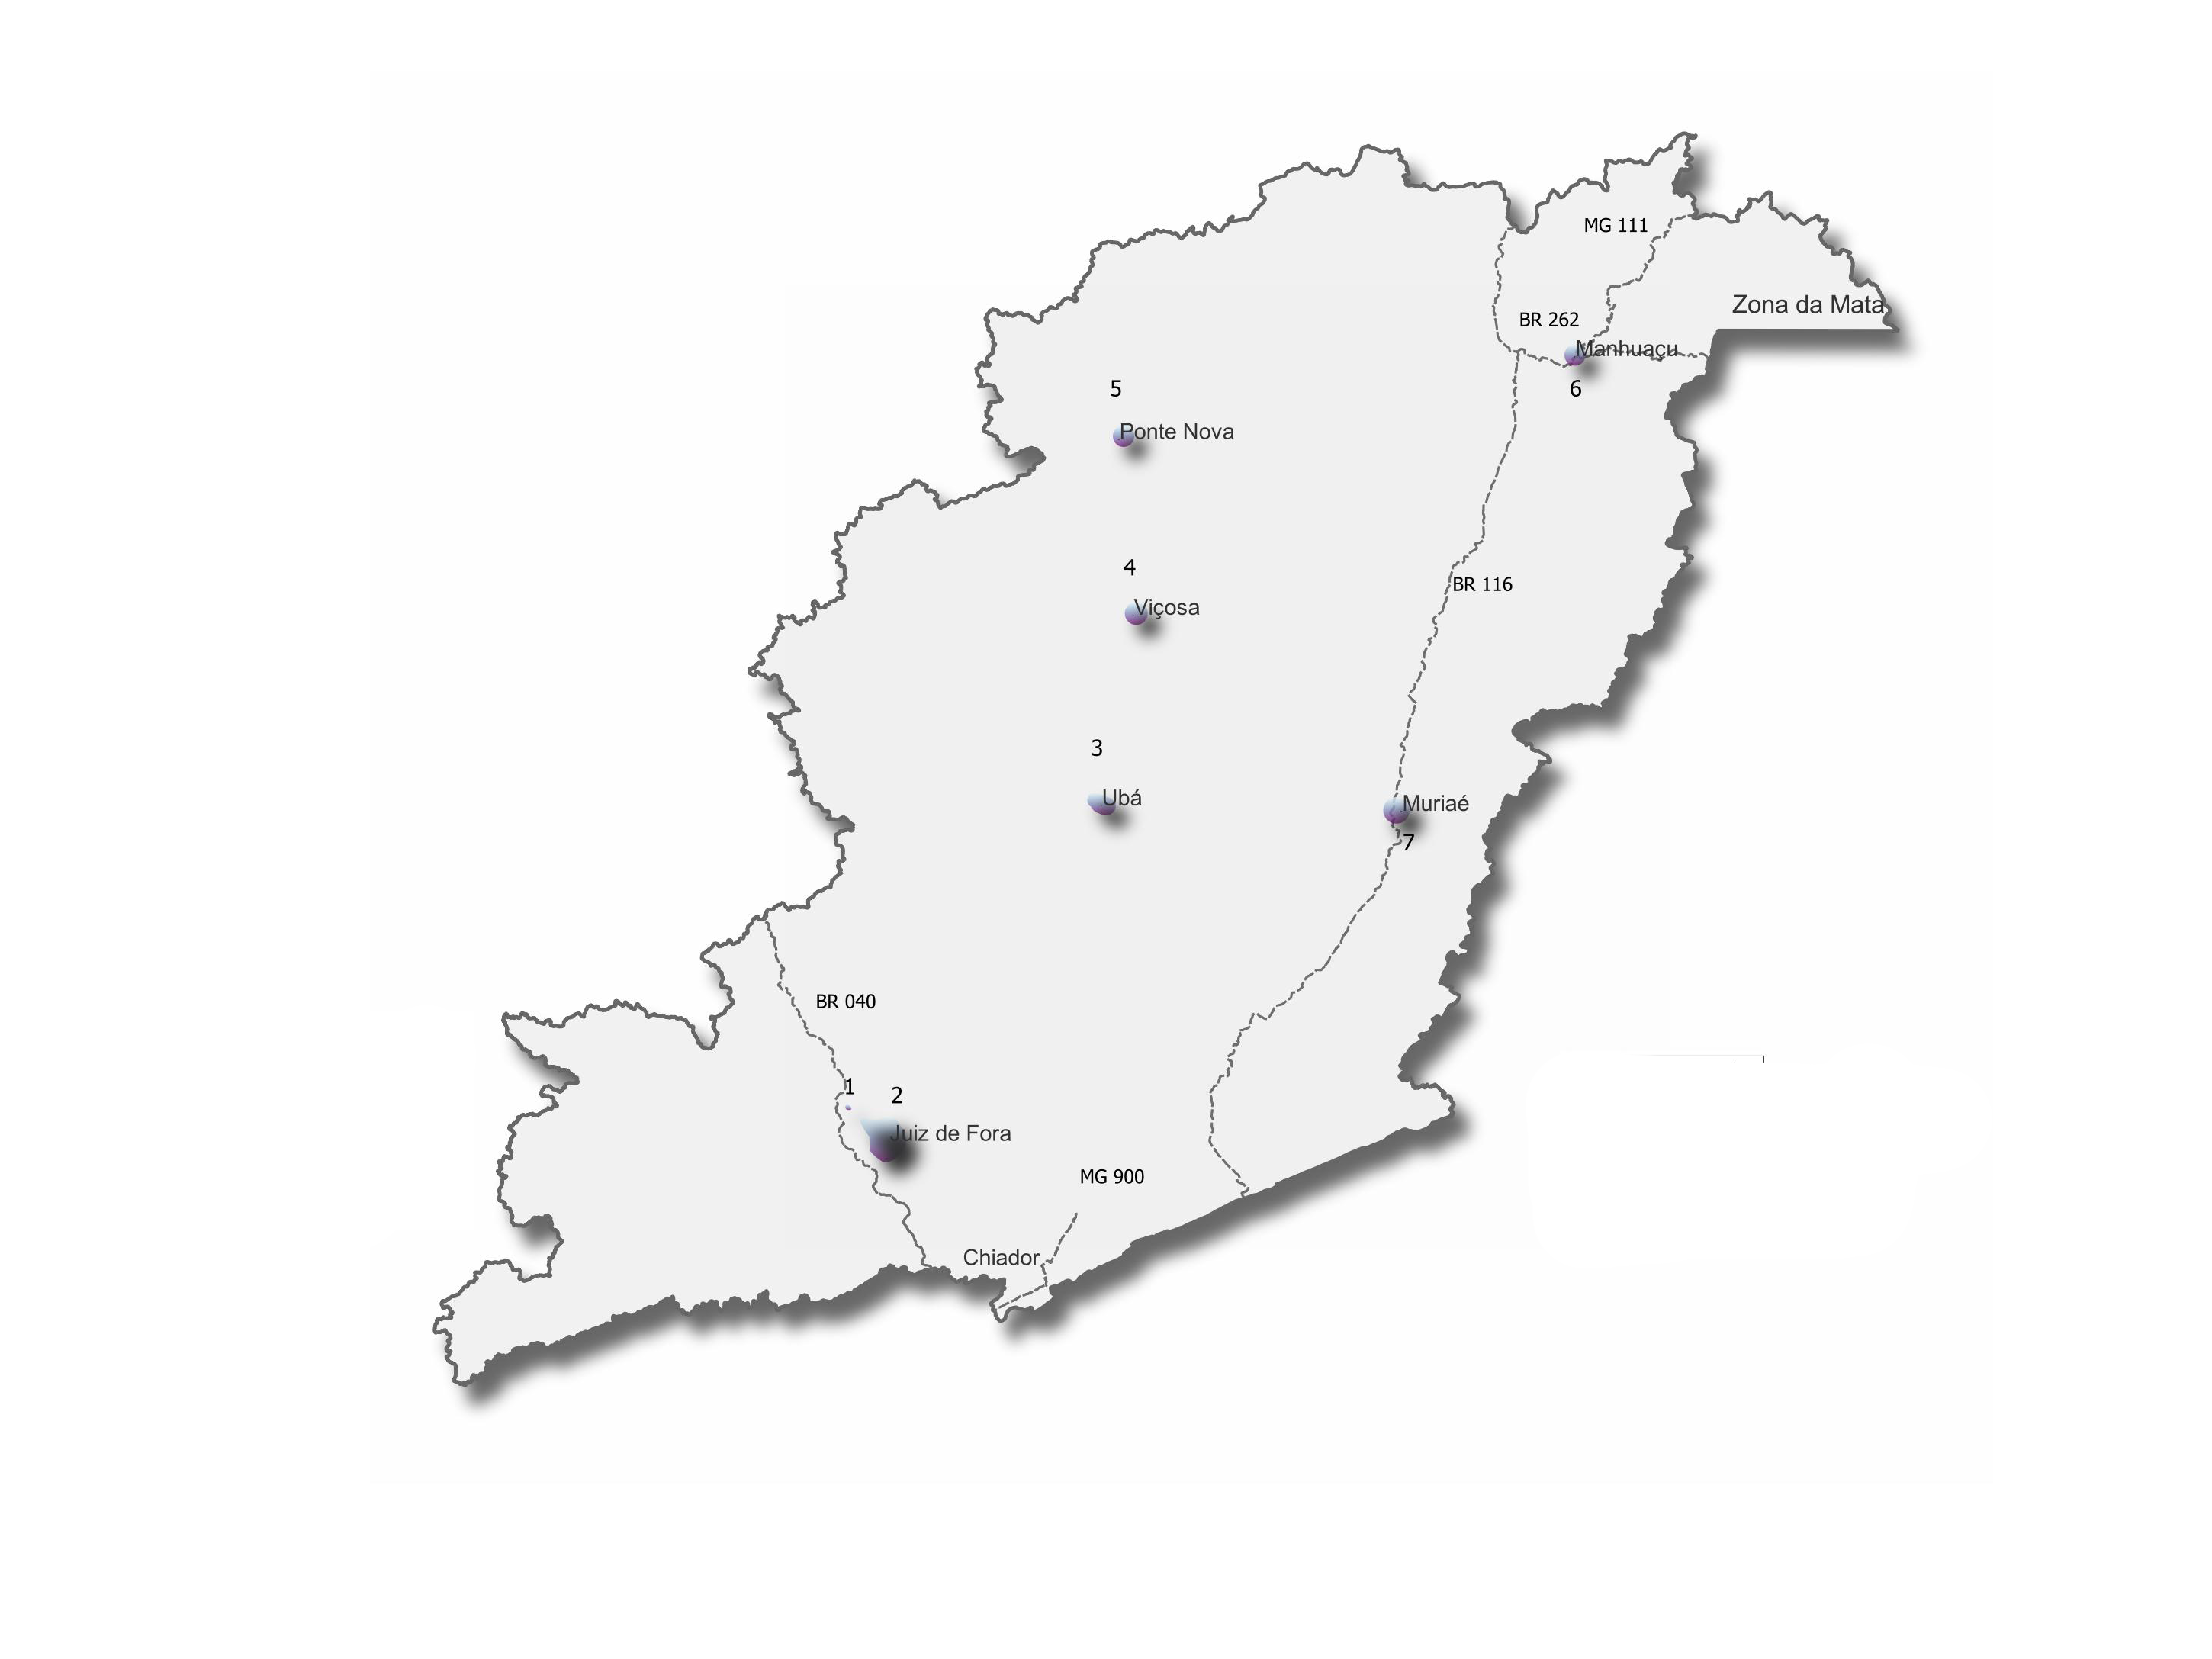 MG 111
Zona da Mata
BR 262
Manhuaçu
5
6
Ponte Nova
4
BR 116
Viçosa
3
Ubá
Muriaé
7
BR 040
1
2
Juiz de Fora
MG 900
Chiador